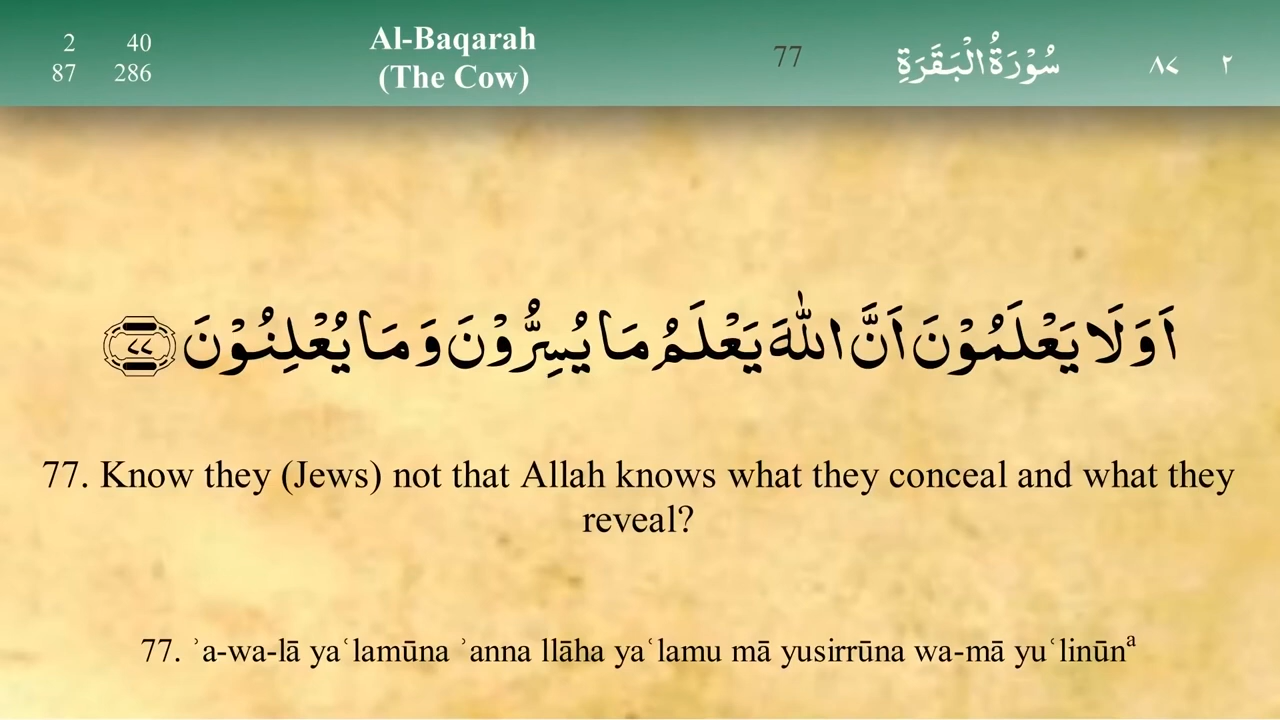 2 40 Al-Baqarah 77 سُوْرَةُ الْبَقَرَةِ ٨٧ ٢
87 286 (The Cow)
اَوَلَا يَعْلَمُوْنَ اَنَّ اللّٰهَ يَعْلَمُ مَا يُسِرُّوْنَ وَمَا يُعْلِنُوْنَ ٧٧
77. Know they (Jews) not that Allah knows what they conceal and what they
reveal?
77. ʾa-wa-lā yaʿlamūna ʾanna llāha yaʿlamu mā yusirrūna wa-mā yuʿlinūnᵃ